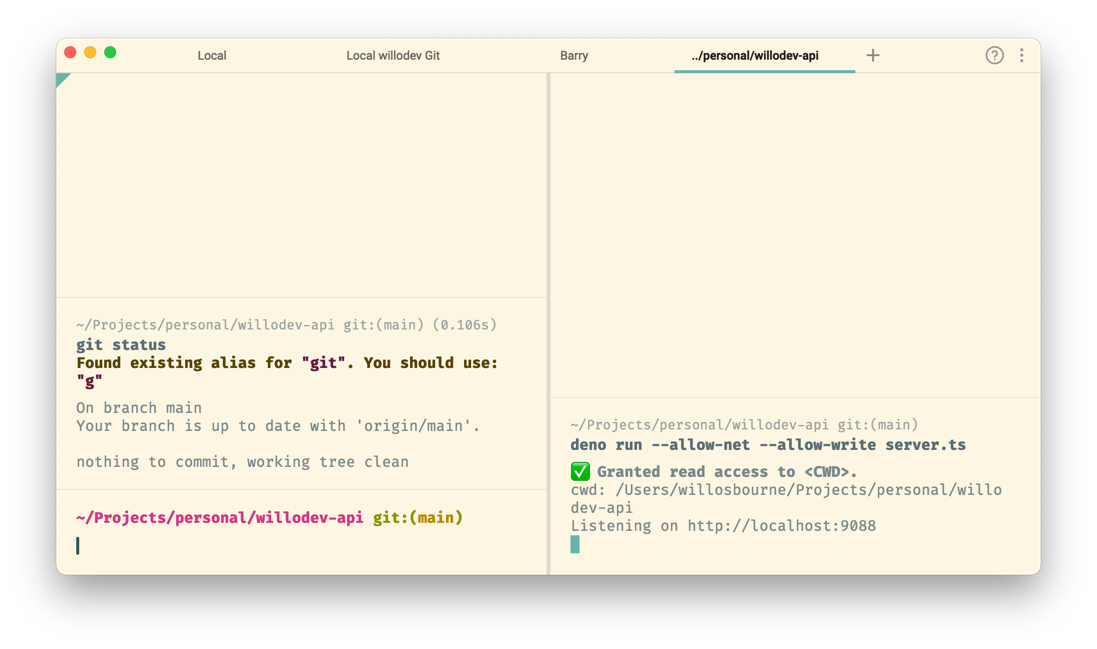 Local
Local willodev Git
Barry
../personal/willodev-api
~/Projects/personal/willodev-api git:(main) (0.106s)
git status
Found existing alias for "git". You should use:
"g"
On branch main
Your branch is up to date with 'origin/main'.
nothing to commit, working tree clean
~/Projects/personal/willodev-api git:(main)
~/Projects/personal/willodev-api git:(main)
deno run --allow-net --allow-write server.ts
✅ Granted read access to <CWD>.
cwd: /Users/willosbourne/Projects/personal/willo
dev-api
Listening on http://localhost:9088